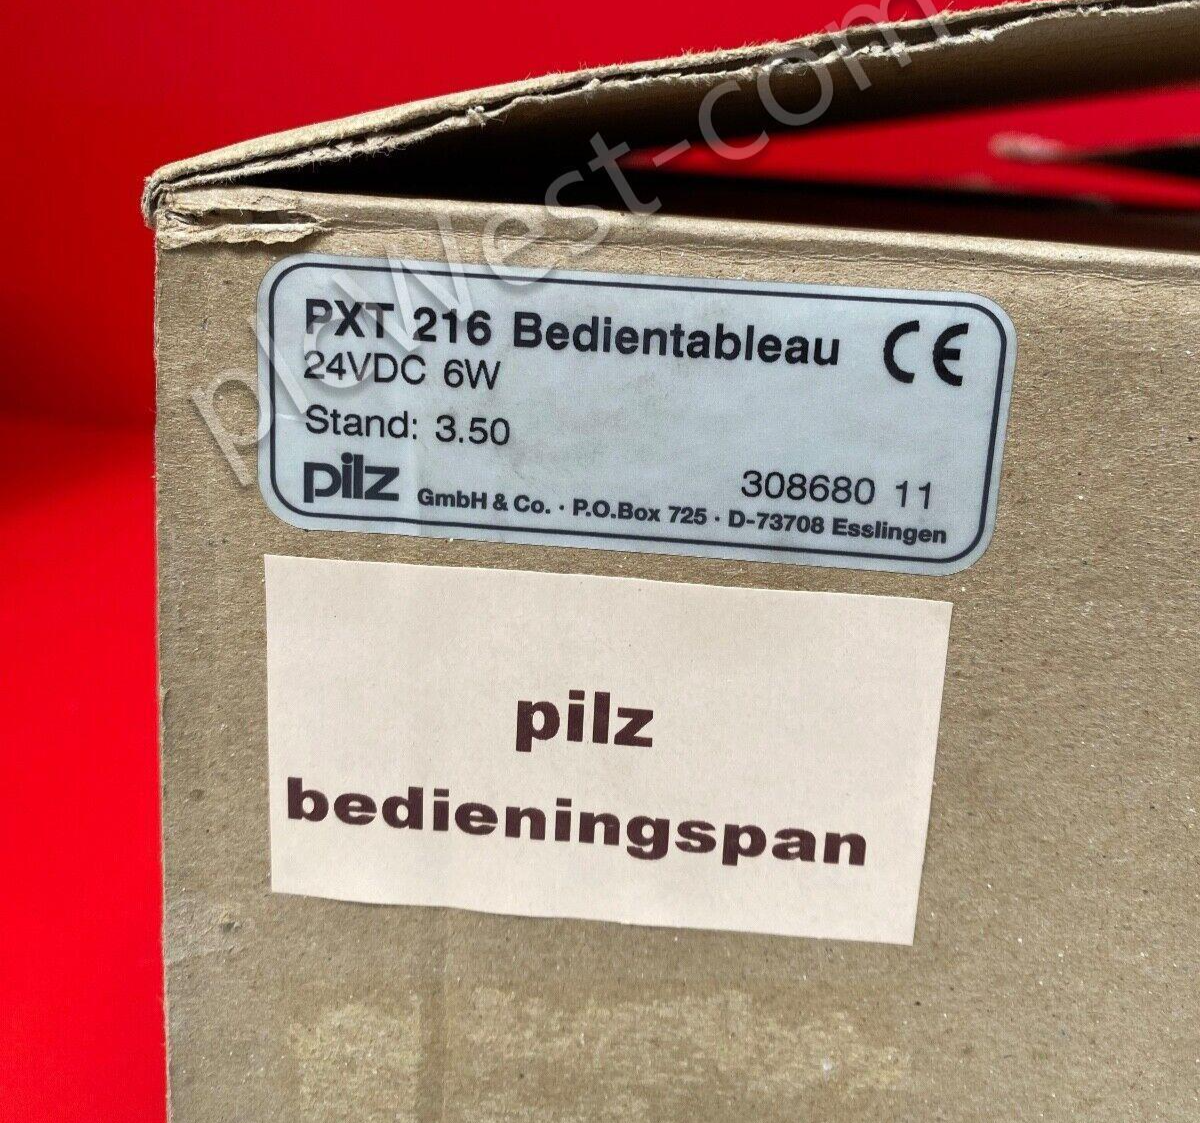 PXT 216 Bedientableau CE
24VDC 6W
Stand: 3.50
308680 11
pilz GmbH & Co. · P.O.Box 725 · D-73708 Esslingen
pilz
bedieningspan
plcwest-com